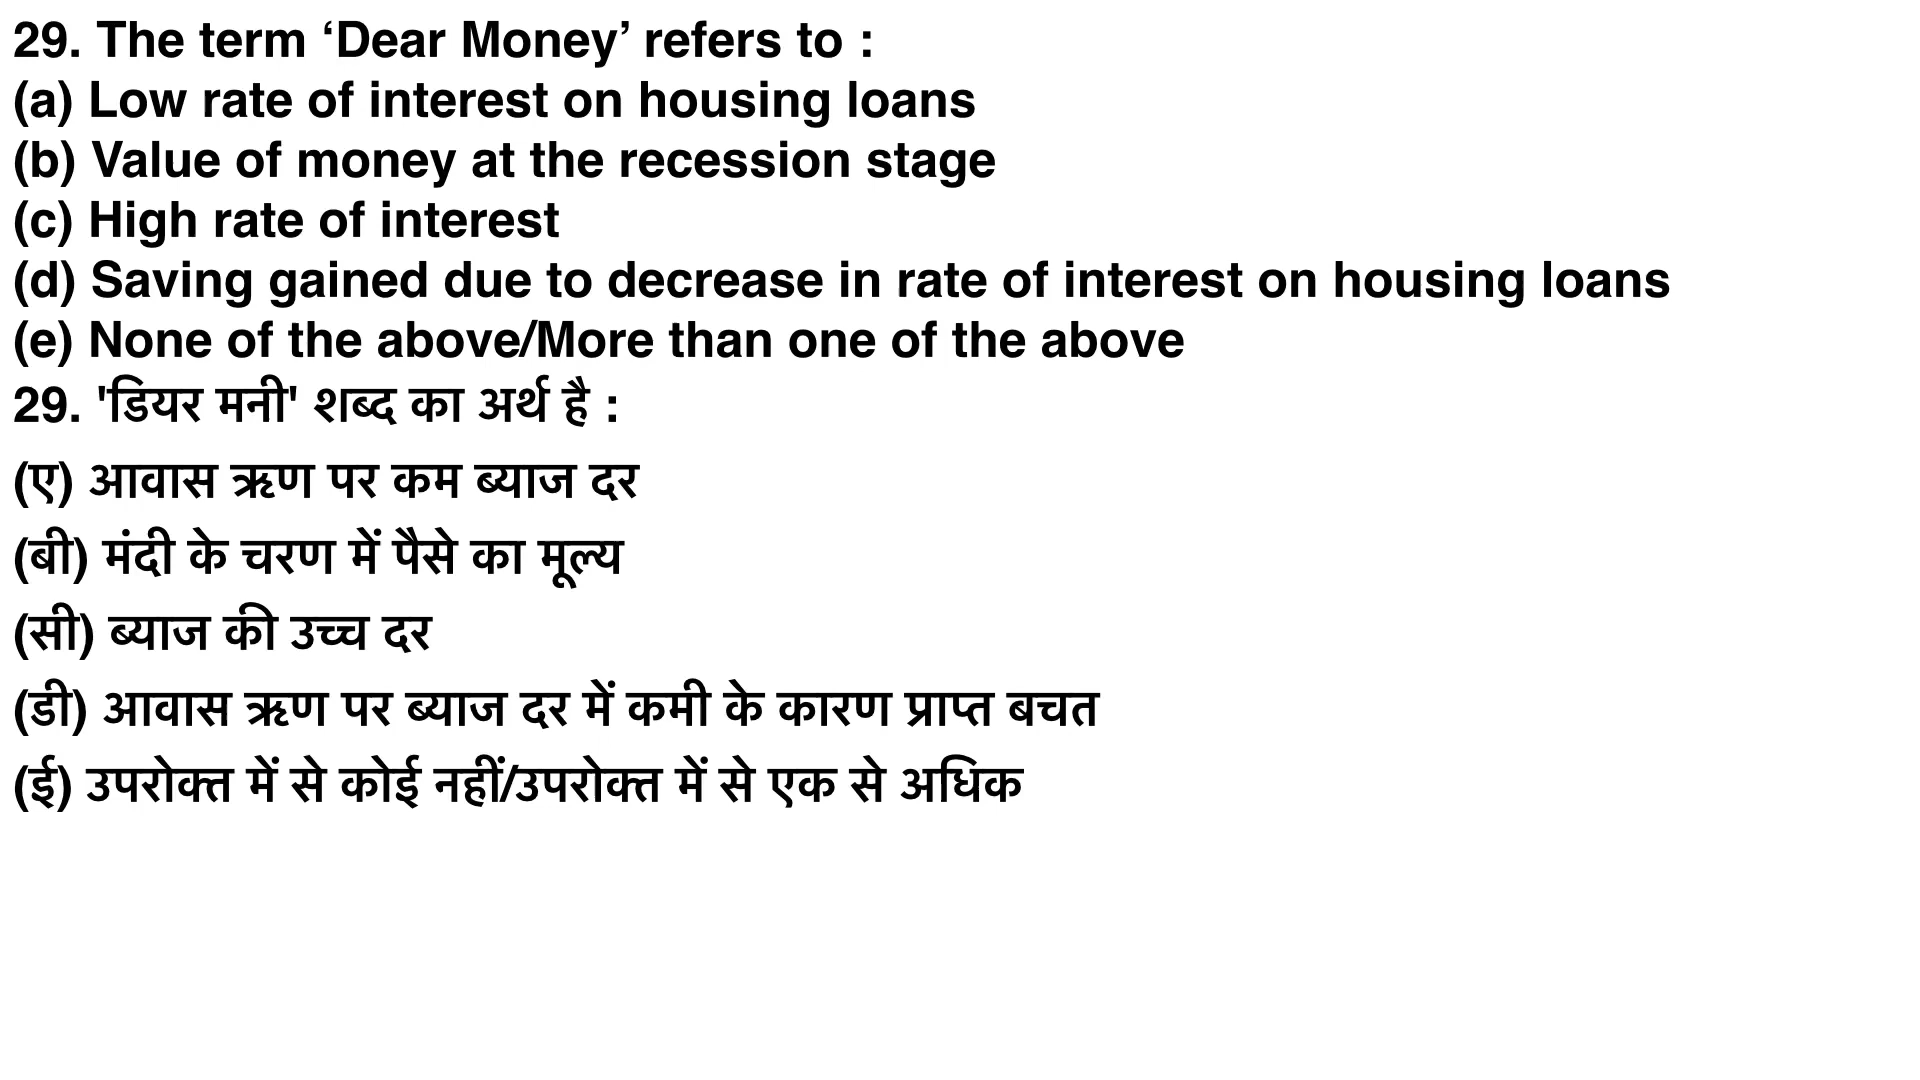 29. The term ‘Dear Money’ refers to :
(a) Low rate of interest on housing loans
(b) Value of money at the recession stage
(c) High rate of interest
(d) Saving gained due to decrease in rate of interest on housing loans
(e) None of the above/More than one of the above
29. 'डियर मनी' शब्द का अर्थ है :
(ए) आवास ऋण पर कम ब्याज दर
(बी) मंदी के चरण में पैसे का मूल्य
(सी) ब्याज की उच्च दर
(डी) आवास ऋण पर ब्याज दर में कमी के कारण प्राप्त बचत
(ई) उपरोक्त में से कोई नहीं/उपरोक्त में से एक से अधिक